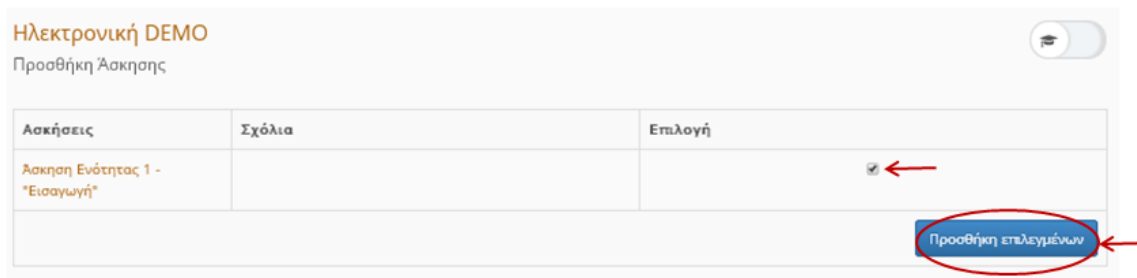 Ηλεκτρονική DEMO
Προσθήκη Άσκησης
Ασκήσεις Σχόλια Επιλογή
Άσκηση Ενότητας 1 -
"Εισαγωγή"
Προσθήκη επιλεγμένων